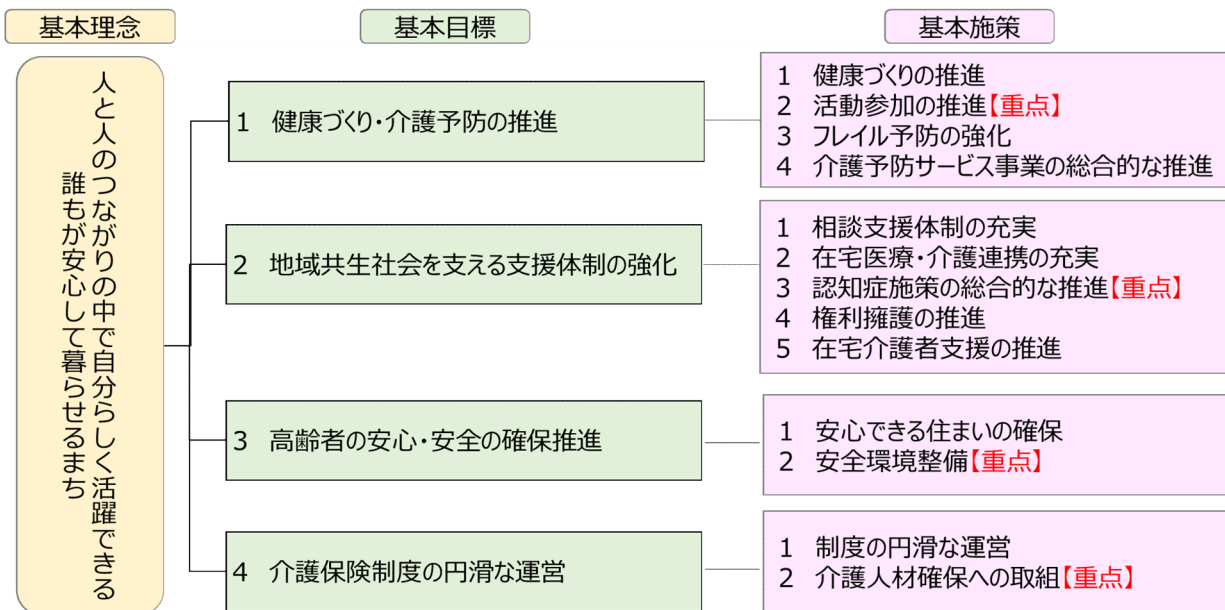 基本理念
人と人のつながりの中で自分らしく活躍できる
誰もが安心して暮らせるまち
基本目標
1 健康づくり・介護予防の推進
2 地域共生社会を支える支援体制の強化
3 高齢者の安心・安全の確保推進
4 介護保険制度の円滑な運営
基本施策
1 健康づくりの推進
2 活動参加の推進【重点】
3 フレイル予防の強化
4 介護予防サービス事業の総合的な推進
1 相談支援体制の充実
2 在宅医療・介護連携の充実
3 認知症施策の総合的な推進【重点】
4 権利擁護の推進
5 在宅介護者支援の推進
1 安心できる住まいの確保
2 安全環境整備【重点】
1 制度の円滑な運営
2 介護人材確保への取組【重点】